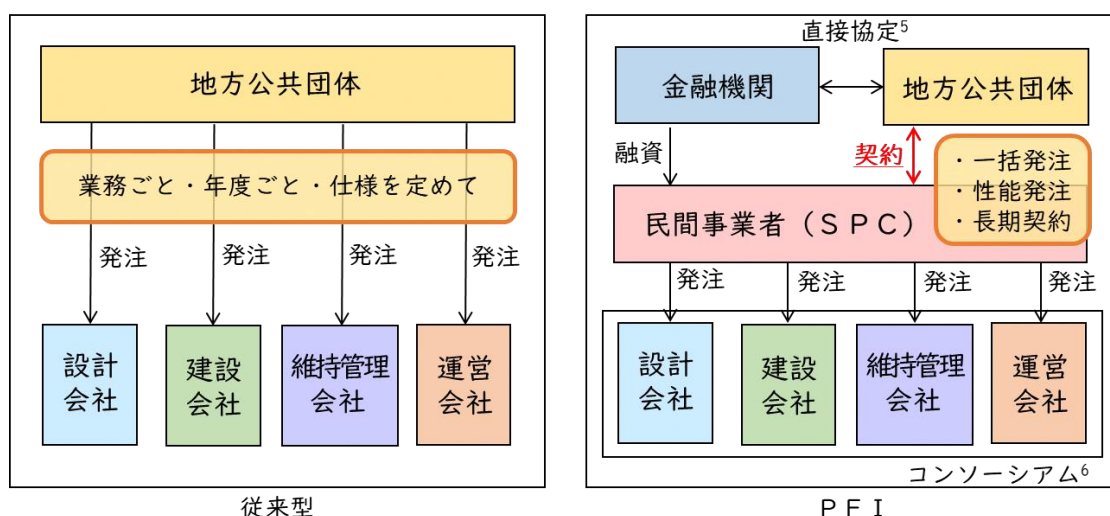 地方公共団体
業務ごと・年度ごと・仕様を定めて
発注
発注
発注
発注
設計
会社
建設
会社
維持管理
会社
運営
会社
従来型
直接協定5
金融機関
地方公共団体
融資
契約
・一括発注
・性能発注
・長期契約
民間事業者（ＳＰＣ）
発注
発注
発注
発注
設計
会社
建設
会社
維持管理
会社
運営
会社
コンソーシアム6
ＰＦＩ